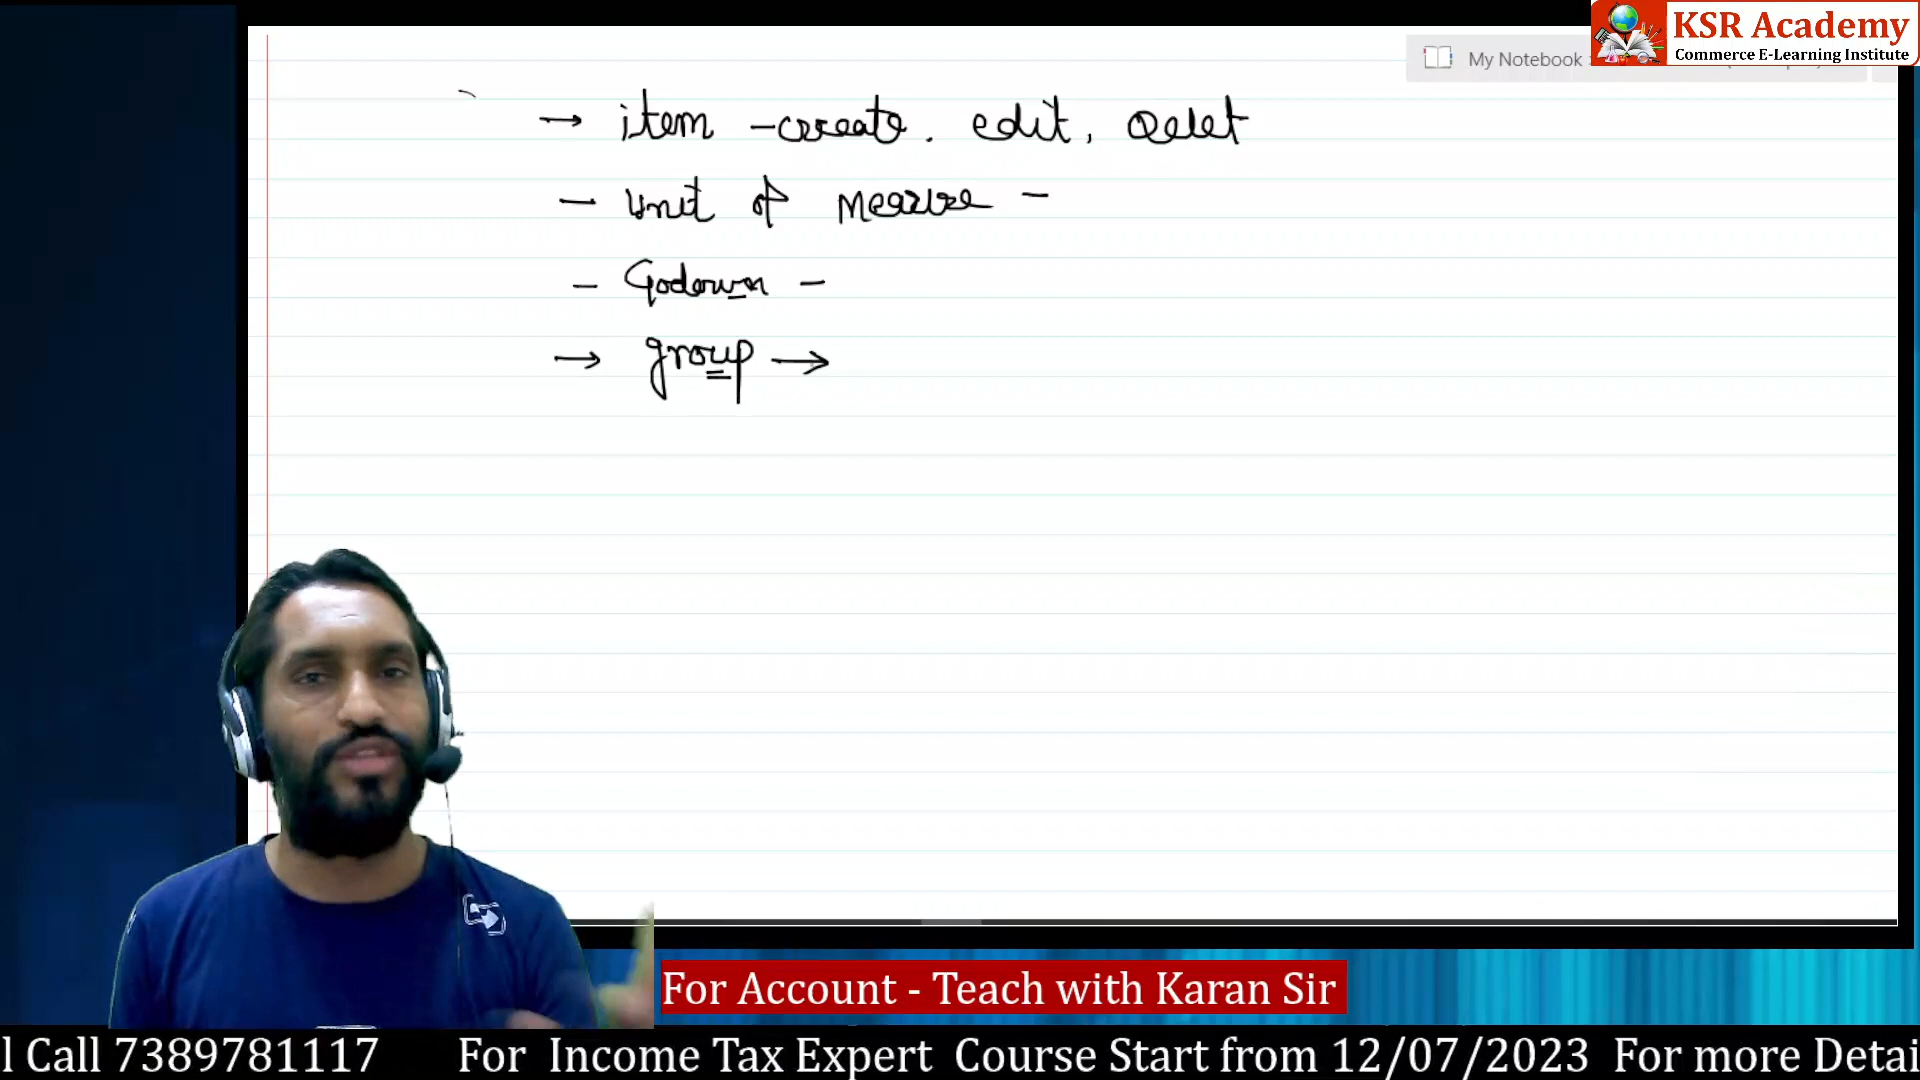 KSR Academy
Commerce E-Learning Institute
My Notebook
→ item - create. edit, Delet
- unit of Measure -
- Godown -
→ group →
For Account - Teach with Karan Sir
l Call 7389781117 For Income Tax Expert Course Start from 12/07/2023 For more Detai